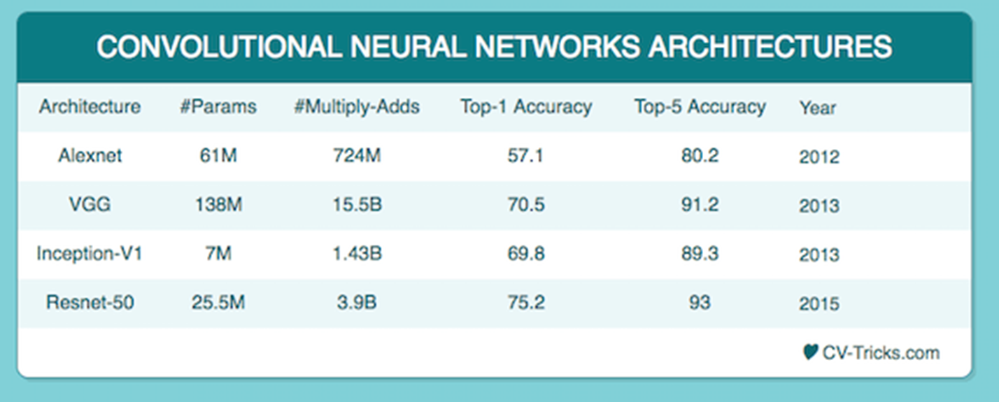 CONVOLUTIONAL NEURAL NETWORKS ARCHITECTURES
Architecture #Params #Multiply-Adds Top-1 Accuracy Top-5 Accuracy Year
Alexnet 61M 724M 57.1 80.2 2012
VGG 138M 15.5B 70.5 91.2 2013
Inception-V1 7M 1.43B 69.8 89.3 2013
Resnet-50 25.5M 3.9B 75.2 93 2015
CV-Tricks.com